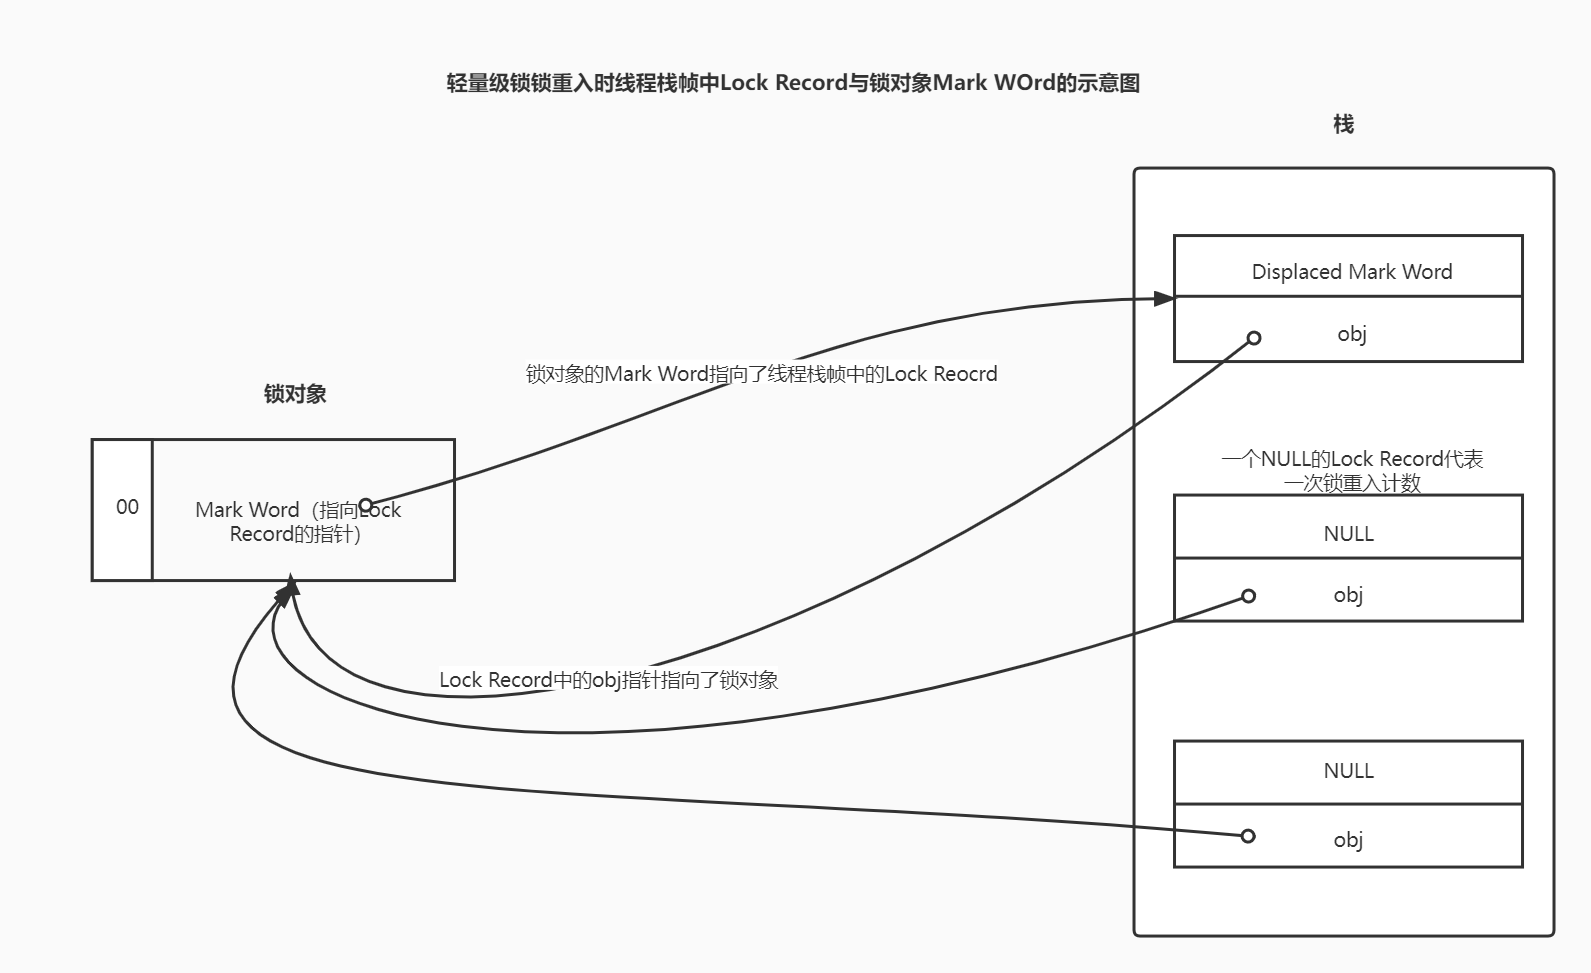 轻量级锁锁重入时线程栈帧中Lock Record与锁对象Mark WOrd的示意图
栈
Displaced Mark Word
obj
锁对象的Mark Word指向了线程栈帧中的Lock Reocrd
锁对象
00
Mark Word（指向Lock
Record的指针）
一个NULL的Lock Record代表
一次锁重入计数
NULL
obj
Lock Record中的obj指针指向了锁对象
NULL
obj